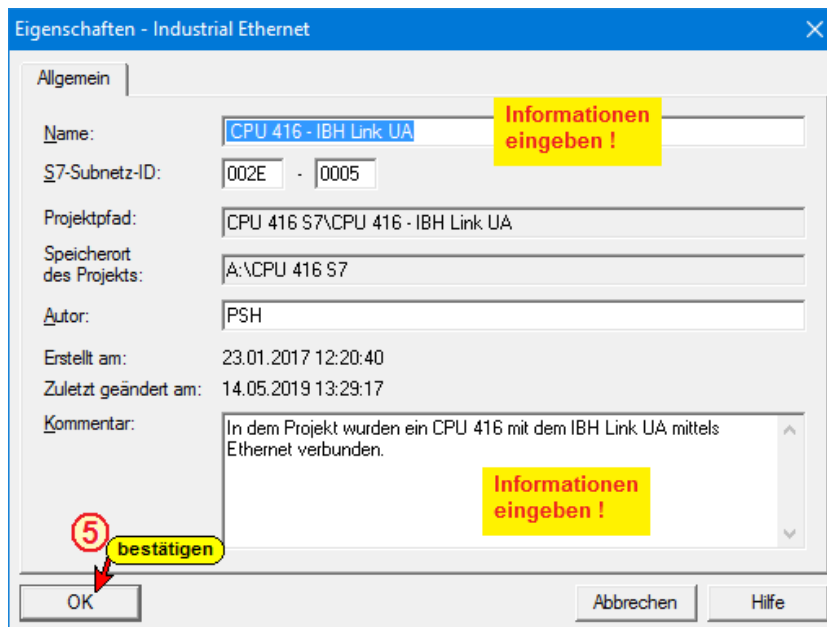 Eigenschaften - Industrial Ethernet
Allgemein
Informationen
eingeben !
Name: CPU 416 - IBH Link UA
S7-Subnetz-ID: 002E - 0005
Projektpfad: CPU 416 S7\CPU 416 - IBH Link UA
Speicherort
des Projekts: A:\CPU 416 S7
Autor: PSH
Erstellt am: 23.01.2017 12:20:40
Zuletzt geändert am: 14.05.2019 13:29:17
Kommentar: In dem Projekt wurden ein CPU 416 mit dem IBH Link UA mittels
Ethernet verbunden.
Informationen
eingeben !
5
bestätigen
OK Abbrechen Hilfe